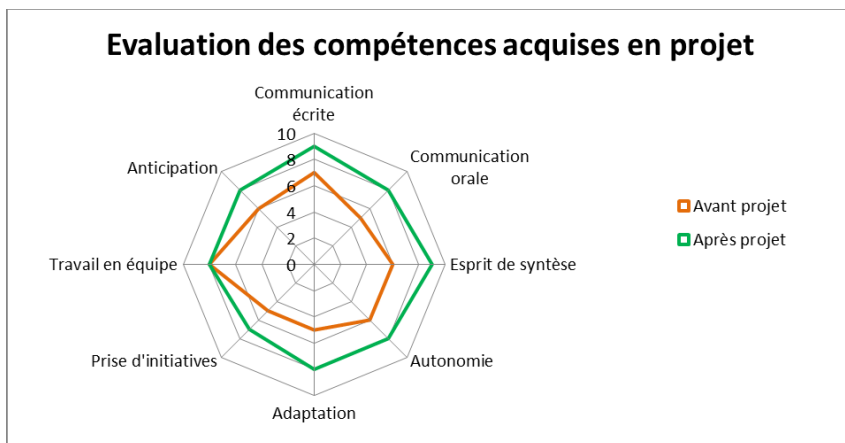 Evaluation des compétences acquises en projet
Communication
écrite
10
8
6
4
2
0
Communication
orale
Esprit de syntèse
Autonomie
Adaptation
Prise d'initiatives
Travail en équipe
Anticipation
Avant projet
Après projet